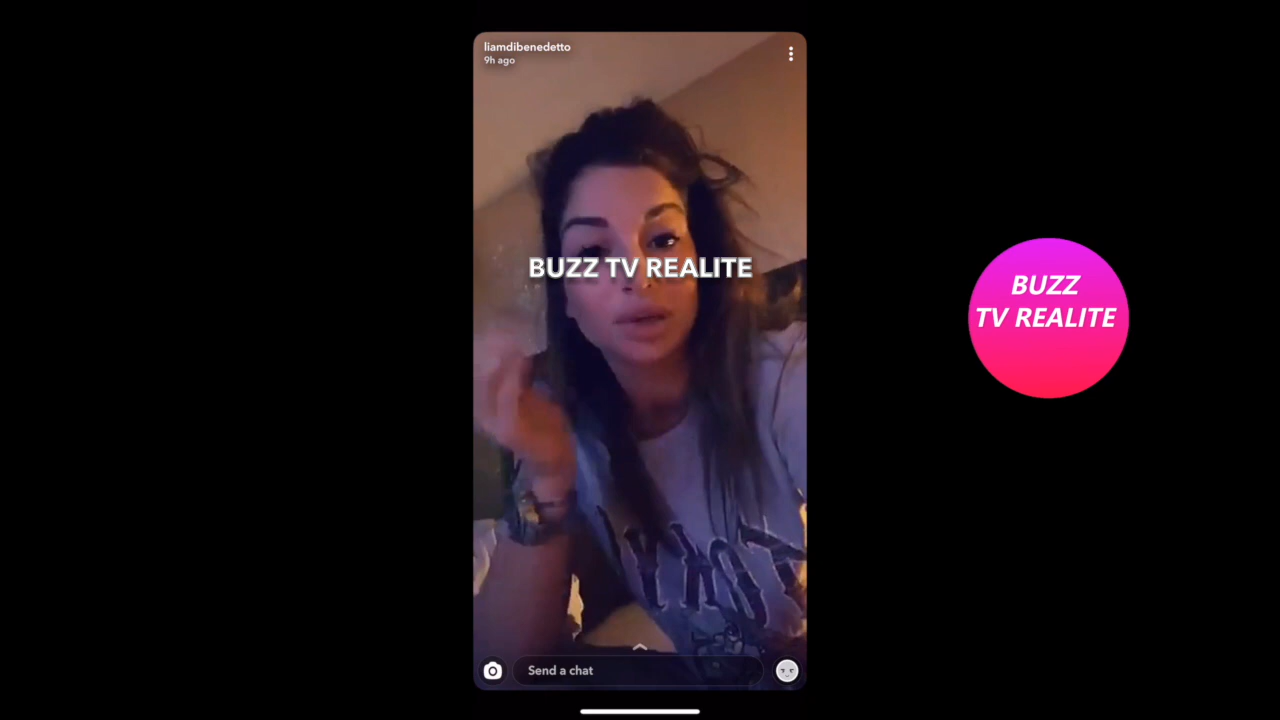 liamdibenedetto
9h ago
BUZZ TV REALITE
BUZZ
TV REALITE
Send a chat